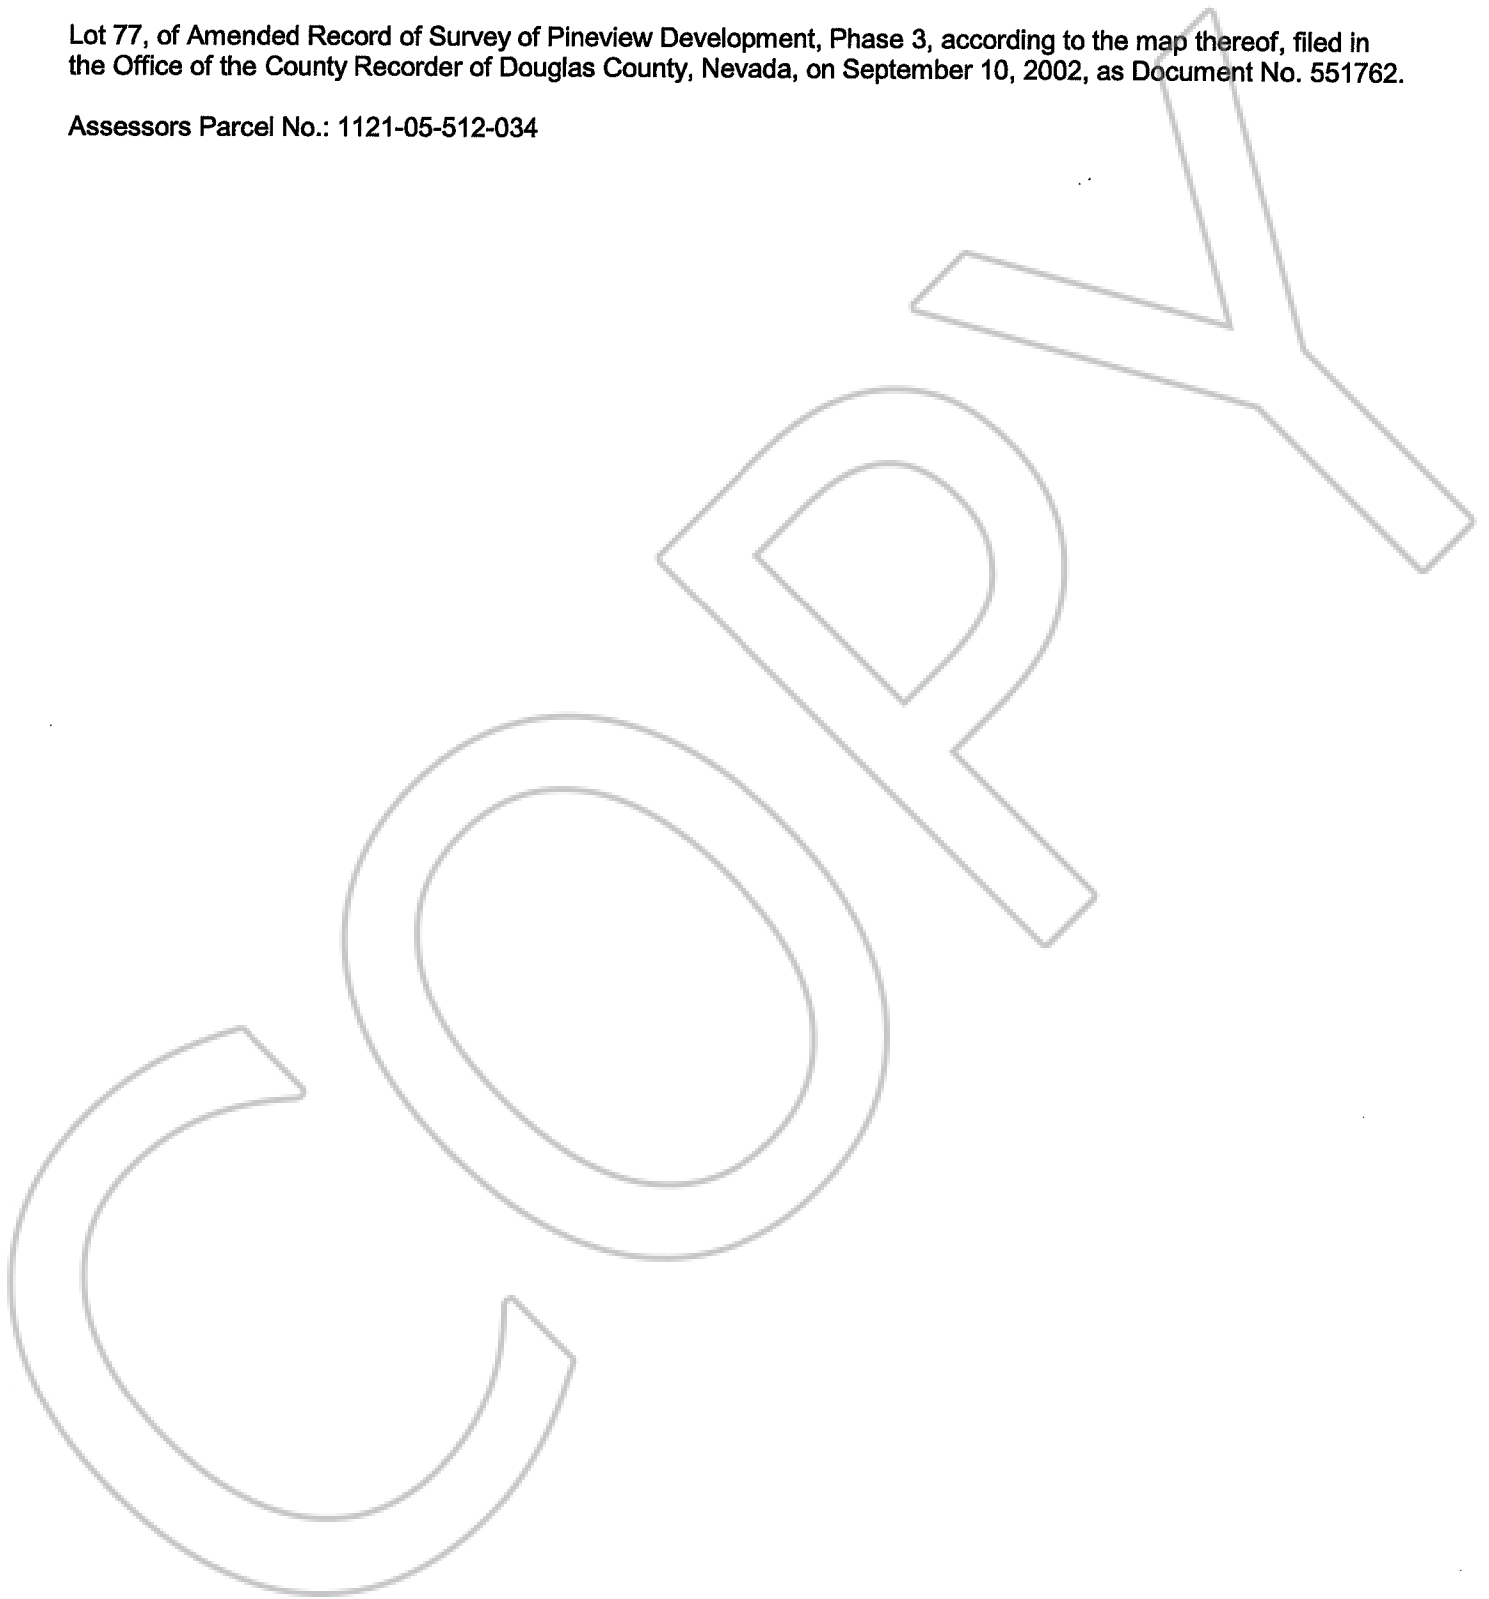 Lot 77, of Amended Record of Survey of Pineview Development, Phase 3, according to the map thereof, filed in
the Office of the County Recorder of Douglas County, Nevada, on September 10, 2002, as Document No. 551762.
Assessors Parcel No.: 1121-05-512-034
COPY